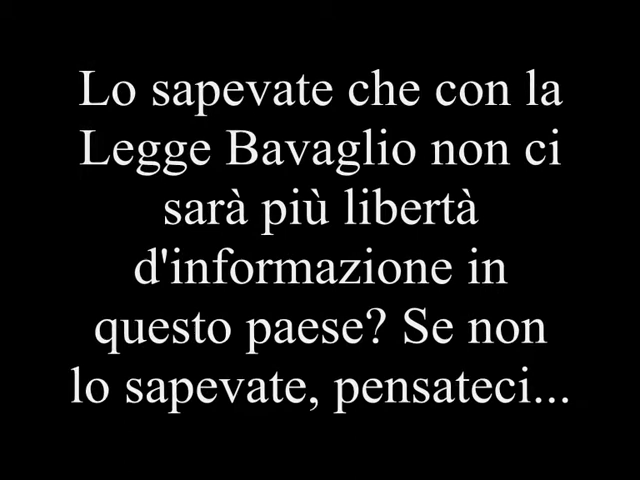 Lo sapevate che con la
Legge Bavaglio non ci
sarà più libertà
d'informazione in
questo paese? Se non
lo sapevate, pensateci...